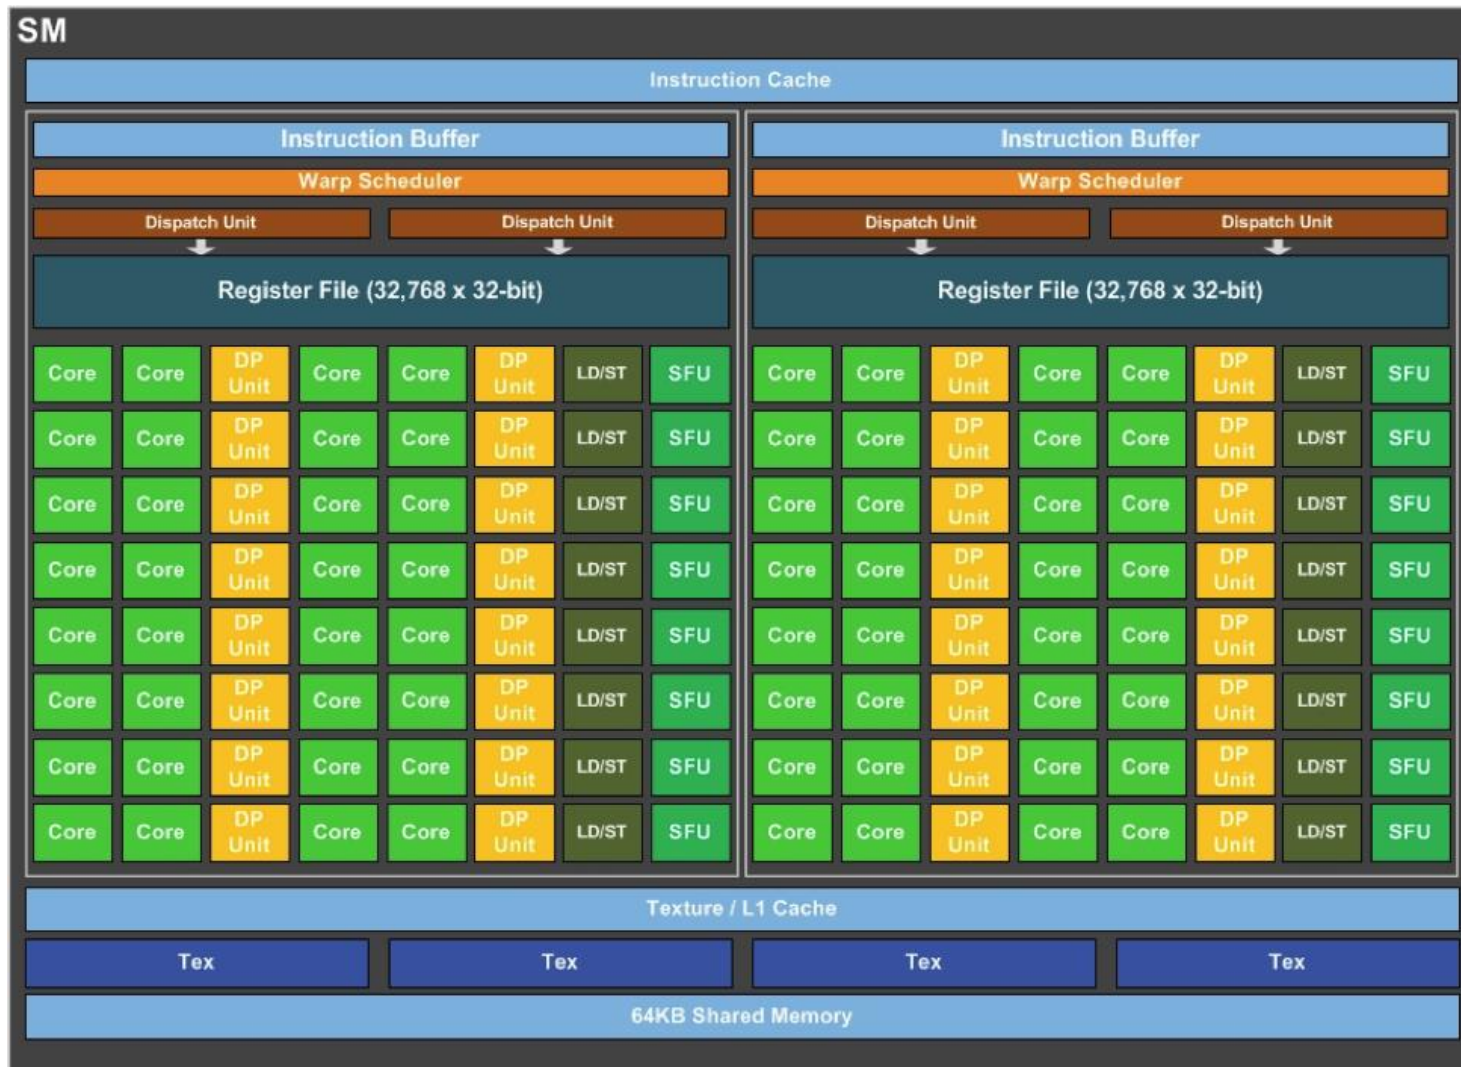 SM
Instruction Cache
Instruction Buffer Instruction Buffer
Warp Scheduler Warp Scheduler
Dispatch Unit Dispatch Unit Dispatch Unit Dispatch Unit
Register File (32,768 x 32-bit) Register File (32,768 x 32-bit)
Core Core DP Unit Core Core DP Unit LD/ST SFU Core Core DP Unit Core Core DP Unit LD/ST SFU
Core Core DP Unit Core Core DP Unit LD/ST SFU Core Core DP Unit Core Core DP Unit LD/ST SFU
Core Core DP Unit Core Core DP Unit LD/ST SFU Core Core DP Unit Core Core DP Unit LD/ST SFU
Core Core DP Unit Core Core DP Unit LD/ST SFU Core Core DP Unit Core Core DP Unit LD/ST SFU
Core Core DP Unit Core Core DP Unit LD/ST SFU Core Core DP Unit Core Core DP Unit LD/ST SFU
Core Core DP Unit Core Core DP Unit LD/ST SFU Core Core DP Unit Core Core DP Unit LD/ST SFU
Core Core DP Unit Core Core DP Unit LD/ST SFU Core Core DP Unit Core Core DP Unit LD/ST SFU
Core Core DP Unit Core Core DP Unit LD/ST SFU Core Core DP Unit Core Core DP Unit LD/ST SFU
Texture / L1 Cache
Tex Tex Tex Tex
64KB Shared Memory